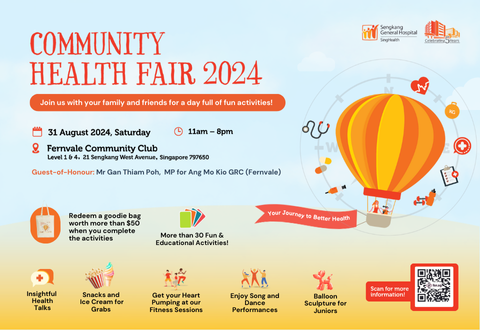 Sengkang
General Hospital
SingHealth
COMMUNITY
HEALTH FAIR 2024
Join us with your family and friends for a day full of fun activities!
31 August 2024, Saturday
11am – 8pm
Fernvale Community Club
Level 1 & 4, 21 Sengkang West Avenue, Singapore 797650
Guest-of-Honour: Mr Gan Thiam Poh, MP for Ang Mo Kio GRC (Fernvale)
N
W
Your Journey to Better Health
Redeem a goodie bag
worth more than $50
when you complete
the activities
More than 30 Fun &
Educational Activities!
Insightful
Health
Talks
Snacks and
Ice Cream for
Grabs
Get your Heart
Pumping at our
Fitness Sessions
Enjoy Song and
Dance
Performances
Balloon
Sculpture for
Juniors
Scan for more
information!